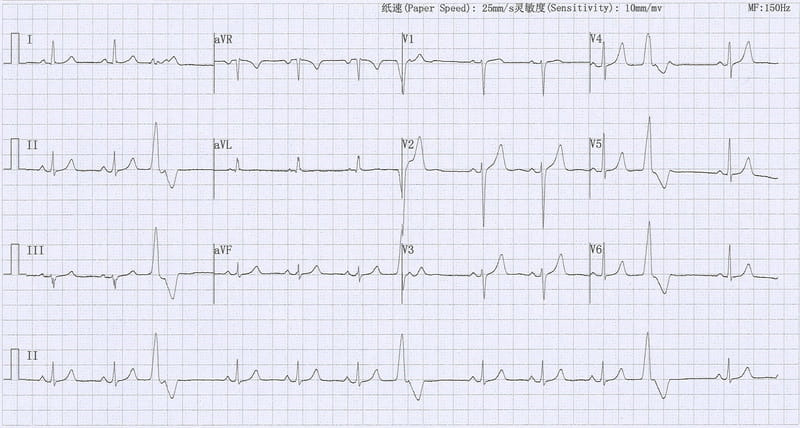 纸速(Paper Speed): 25mm/s灵敏度(Sensitivity): 10mm/mv MF:150Hz
I aVR V1 V4
II aVL V2 V5
III aVF V3 V6
II